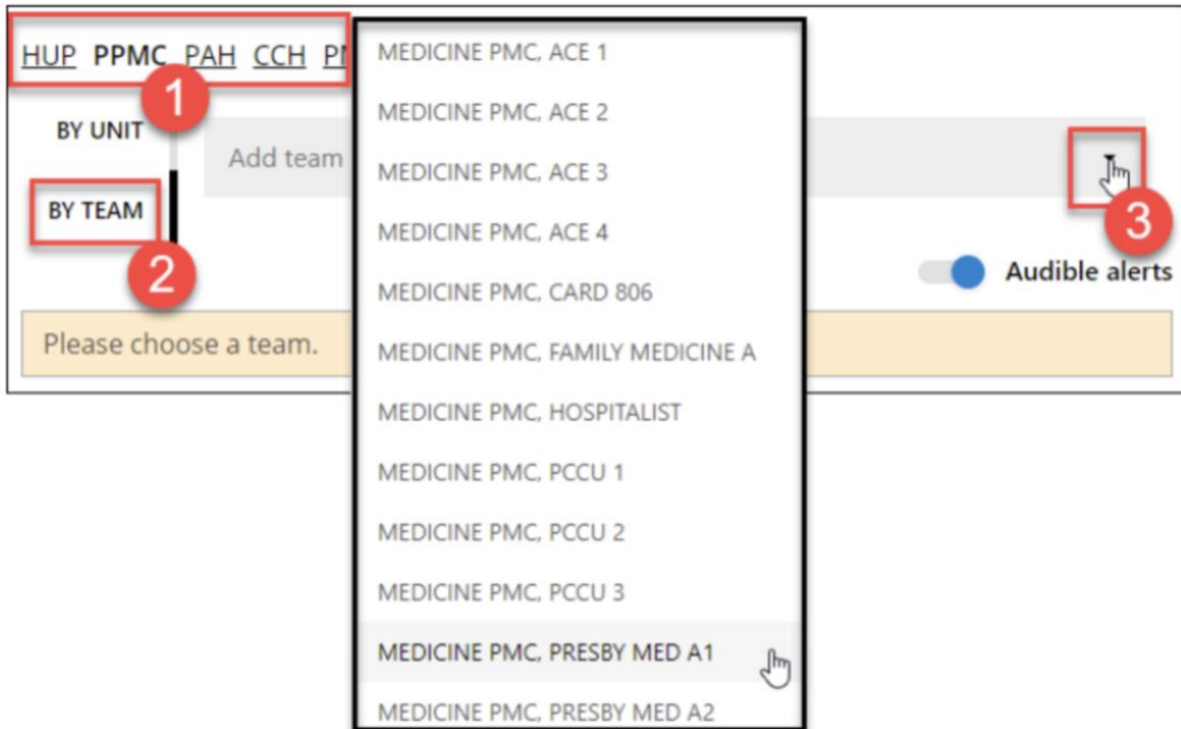 HUP PPMC PAH CCH
1
BY UNIT
Add team
BY TEAM
2
3
Audible alerts
Please choose a team.
MEDICINE PMC, ACE 1
MEDICINE PMC, ACE 2
MEDICINE PMC, ACE 3
MEDICINE PMC, ACE 4
MEDICINE PMC, CARD 806
MEDICINE PMC, FAMILY MEDICINE A
MEDICINE PMC, HOSPITALIST
MEDICINE PMC, PCCU 1
MEDICINE PMC, PCCU 2
MEDICINE PMC, PCCU 3
MEDICINE PMC, PRESBY MED A1
MEDICINE PMC, PRESBY MED A2